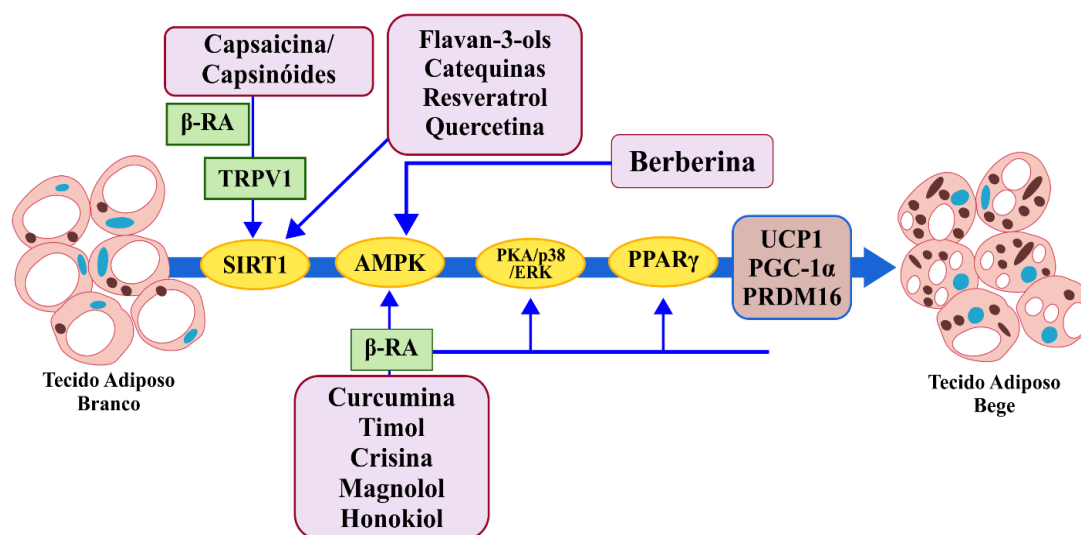 Capsaicina/
Capsinóides
Flavan-3-ols
Catequinas
Resveratrol
Quercetina
β-RA
TRPV1
Berberina
SIRT1
AMPK
PKA/p38
/ERK
PPARγ
UCP1
PGC-1α
PRDM16
β-RA
Tecido Adiposo
Branco
Tecido Adiposo
Bege
Curcumina
Timol
Crisina
Magnolol
Honokiol